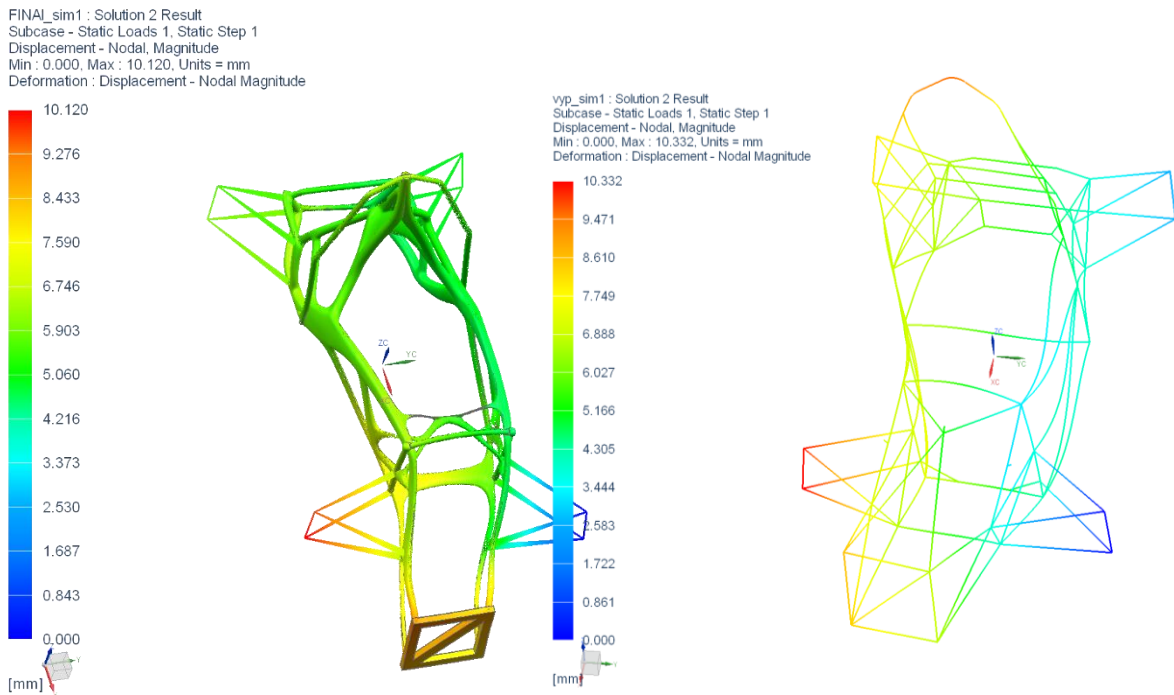 FINAl_sim1 : Solution 2 Result
Subcase - Static Loads 1, Static Step 1
Displacement - Nodal, Magnitude
Min : 0.000, Max : 10.120, Units = mm
Deformation : Displacement - Nodal Magnitude
10.120
9.276
8.433
7.590
6.746
5.903
5.060
4.216
3.373
2.530
1.687
0.843
0.000
[mm]
ZC
YC
Y
vyp_sim1 : Solution 2 Result
Subcase - Static Loads 1, Static Step 1
Displacement - Nodal, Magnitude
Min : 0.000, Max : 10.332, Units = mm
Deformation : Displacement - Nodal Magnitude
10.332
9.471
8.610
7.749
6.888
6.027
5.166
4.305
3.444
2.583
1.722
0.861
0.000
[mm]
ZC
YC
XC
Y